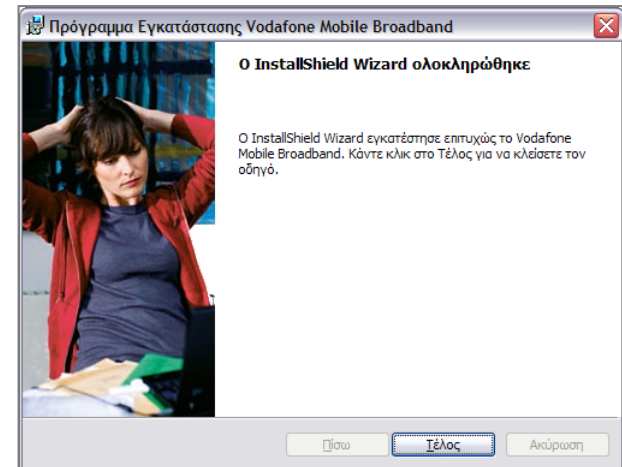 Πρόγραμμα Εγκατάστασης Vodafone Mobile Broadband
Ο InstallShield Wizard ολοκληρώθηκε
Ο InstallShield Wizard εγκατέστησε επιτυχώς το Vodafone
Mobile Broadband. Κάντε κλικ στο Τέλος για να κλείσετε τον
οδηγό.
Πίσω
Τέλος
Ακύρωση